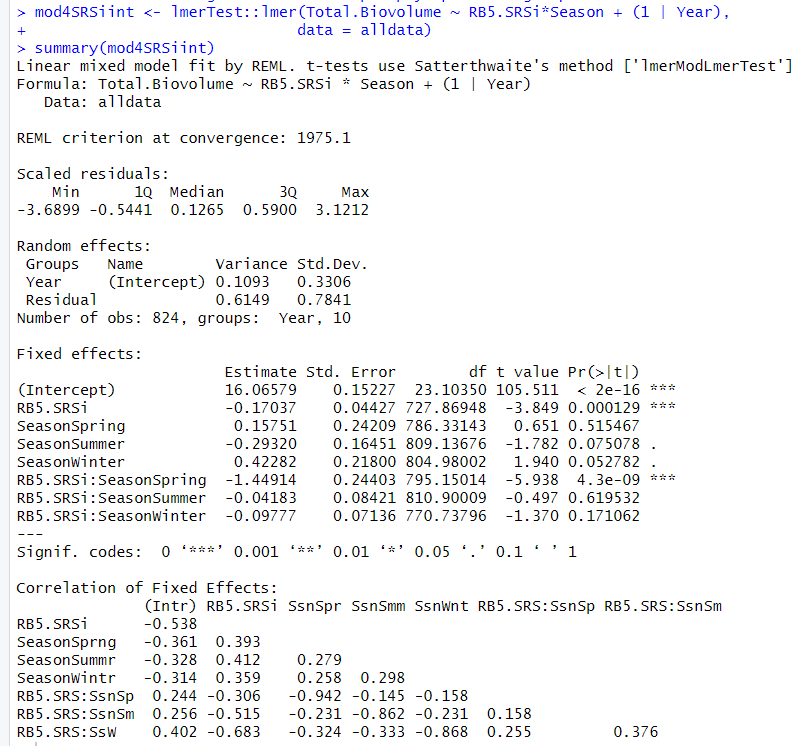 > mod4SRSiint <- lmerTest::lmer(Total.Biovolume ~ RB5.SRSi*Season + (1 | Year),
+                               data = alldata)
> summary(mod4SRSiint)
Linear mixed model fit by REML. t-tests use Satterthwaite's method ['lmerModLmerTest']
Formula: Total.Biovolume ~ RB5.SRSi * Season + (1 | Year)
   Data: alldata

REML criterion at convergence: 1975.1

Scaled residuals:
    Min      1Q  Median      3Q     Max
-3.6899 -0.5441  0.1265  0.5900  3.1212

Random effects:
 Groups   Name        Variance Std.Dev.
 Year     (Intercept) 0.1093   0.3306
 Residual             0.6149   0.7841
Number of obs: 824, groups:  Year, 10

Fixed effects:
                       Estimate Std. Error        df t value Pr(>|t|)
(Intercept)            16.06579    0.15227  23.10350 105.511  < 2e-16 ***
RB5.SRSi               -0.17037    0.04427 727.86948  -3.849 0.000129 ***
SeasonSpring            0.15751    0.24209 786.33143   0.651 0.515467
SeasonSummer           -0.29320    0.16451 809.13676  -1.782 0.075078 .
SeasonWinter            0.42282    0.21800 804.98002   1.940 0.052782 .
RB5.SRSi:SeasonSpring  -1.44914    0.24403 795.15014  -5.938  4.3e-09 ***
RB5.SRSi:SeasonSummer  -0.04183    0.08421 810.90009  -0.497 0.619532
RB5.SRSi:SeasonWinter  -0.09777    0.07136 770.73796  -1.370 0.171062
---
Signif. codes:  0 ‘***’ 0.001 ‘**’ 0.01 ‘*’ 0.05 ‘.’ 0.1 ‘ ’ 1

Correlation of Fixed Effects:
            (Intr) RB5.SRSi SsnSpr SsnSmm SsnWnt RB5.SRS:SsnSp RB5.SRS:SsnSm
RB5.SRSi    -0.538
SeasonSprng -0.361  0.393
SeasonSummr -0.328  0.412    0.279
SeasonWintr -0.314  0.359    0.258  0.298
RB5.SRS:SsnSp  0.244 -0.306   -0.942 -0.145 -0.158
RB5.SRS:SsnSm  0.256 -0.515   -0.231 -0.862 -0.231  0.158
RB5.SRS:SsW  0.402 -0.683   -0.324 -0.333 -0.868  0.255         0.376